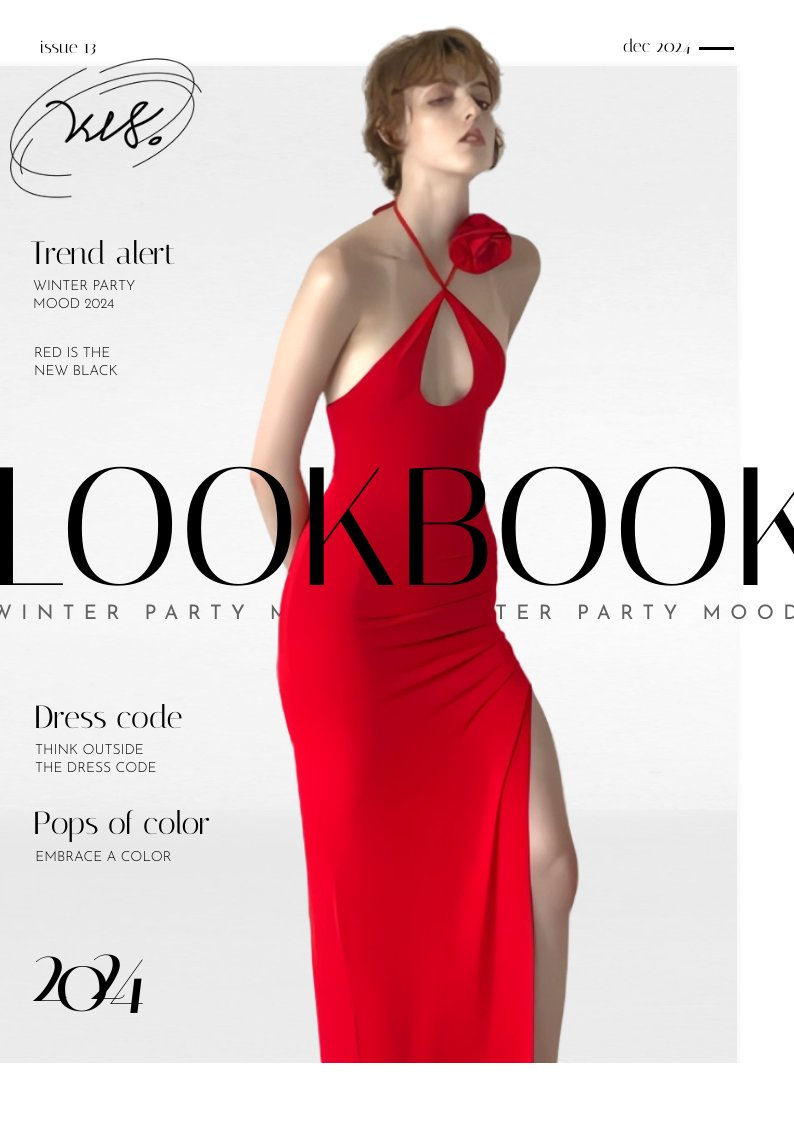 issue 13
dec 2024
Trend alert
WINTER PARTY
MOOD 2024
RED IS THE
NEW BLACK
LOOKBOOK
WINTER PARTY M TER PARTY MOOD
Dress code
THINK OUTSIDE
THE DRESS CODE
Pops of color
EMBRACE A COLOR
2024